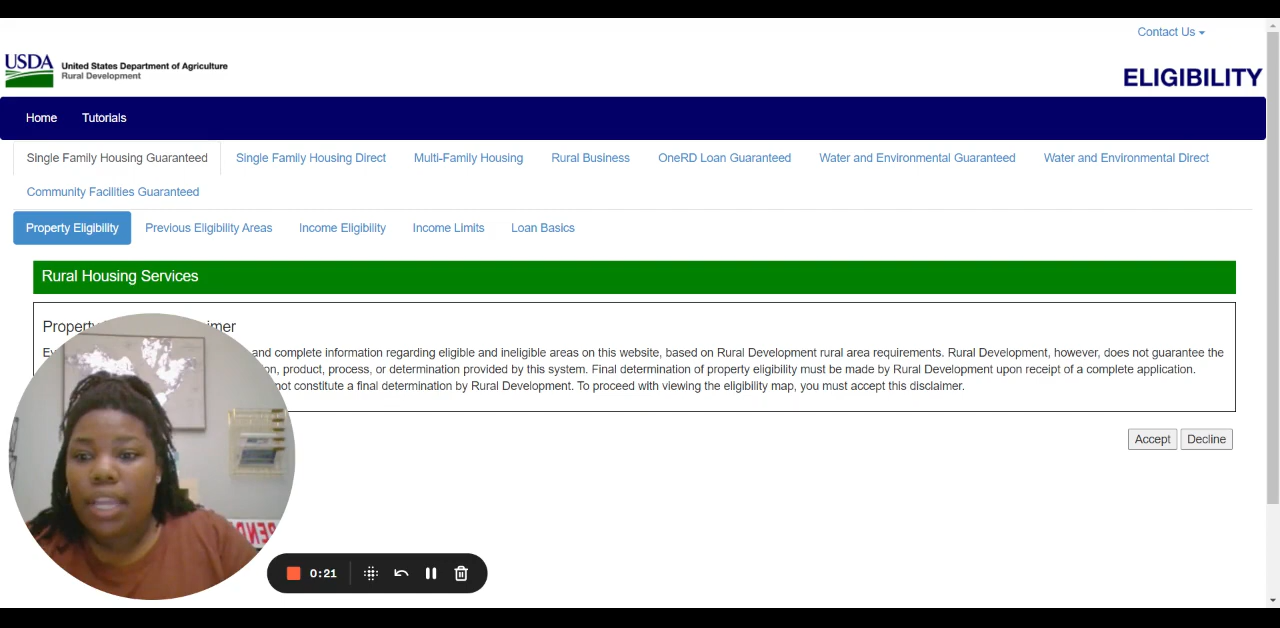 Contact Us
USDA United States Department of Agriculture
Rural Development
ELIGIBILITY
Home Tutorials
Single Family Housing Guaranteed Single Family Housing Direct Multi-Family Housing Rural Business OneRD Loan Guaranteed Water and Environmental Guaranteed Water and Environmental Direct
Community Facilities Guaranteed
Property Eligibility Previous Eligibility Areas Income Eligibility Income Limits Loan Basics
Rural Housing Services
and complete information regarding eligible and ineligible areas on this website, based on Rural Development rural area requirements. Rural Development, however, does not guarantee the
product, process, or determination provided by this system. Final determination of property eligibility must be made by Rural Development upon receipt of a complete application.
not constitute a final determination by Rural Development. To proceed with viewing the eligibility map, you must accept this disclaimer.
Accept Decline
0:21